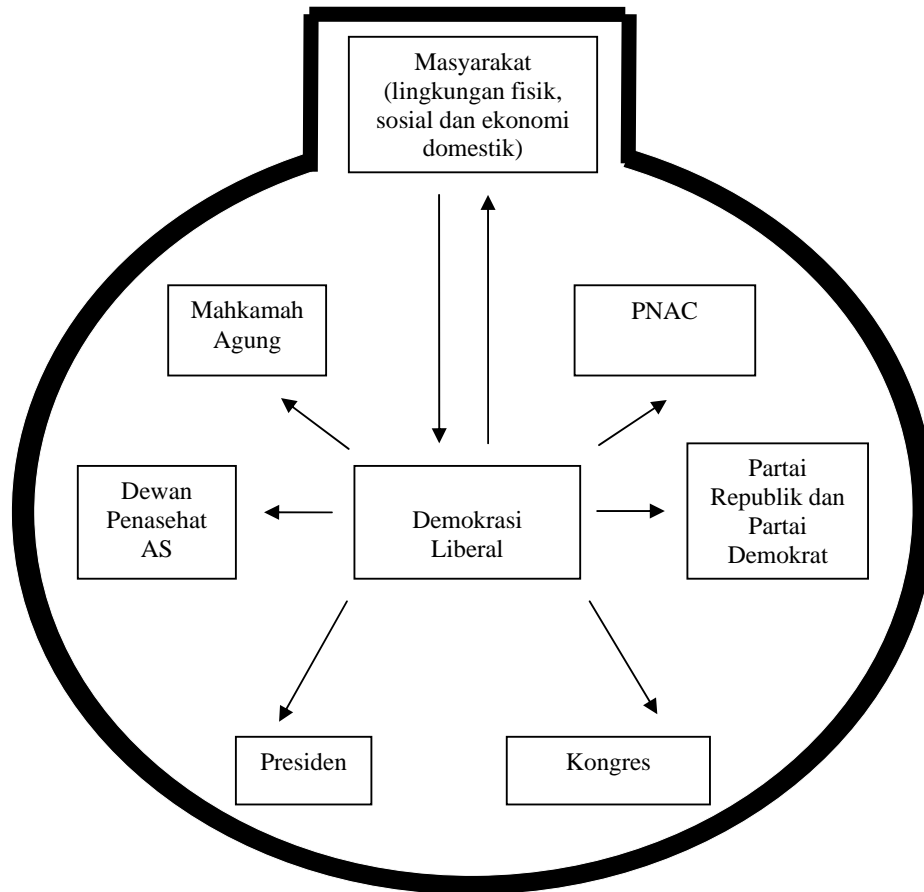 Masyarakat
(lingkungan fisik,
sosial dan ekonomi
domestik)
Mahkamah
Agung
PNAC
Dewan
Penasehat
AS
Demokrasi
Liberal
Partai
Republik dan
Partai
Demokrat
Presiden
Kongres